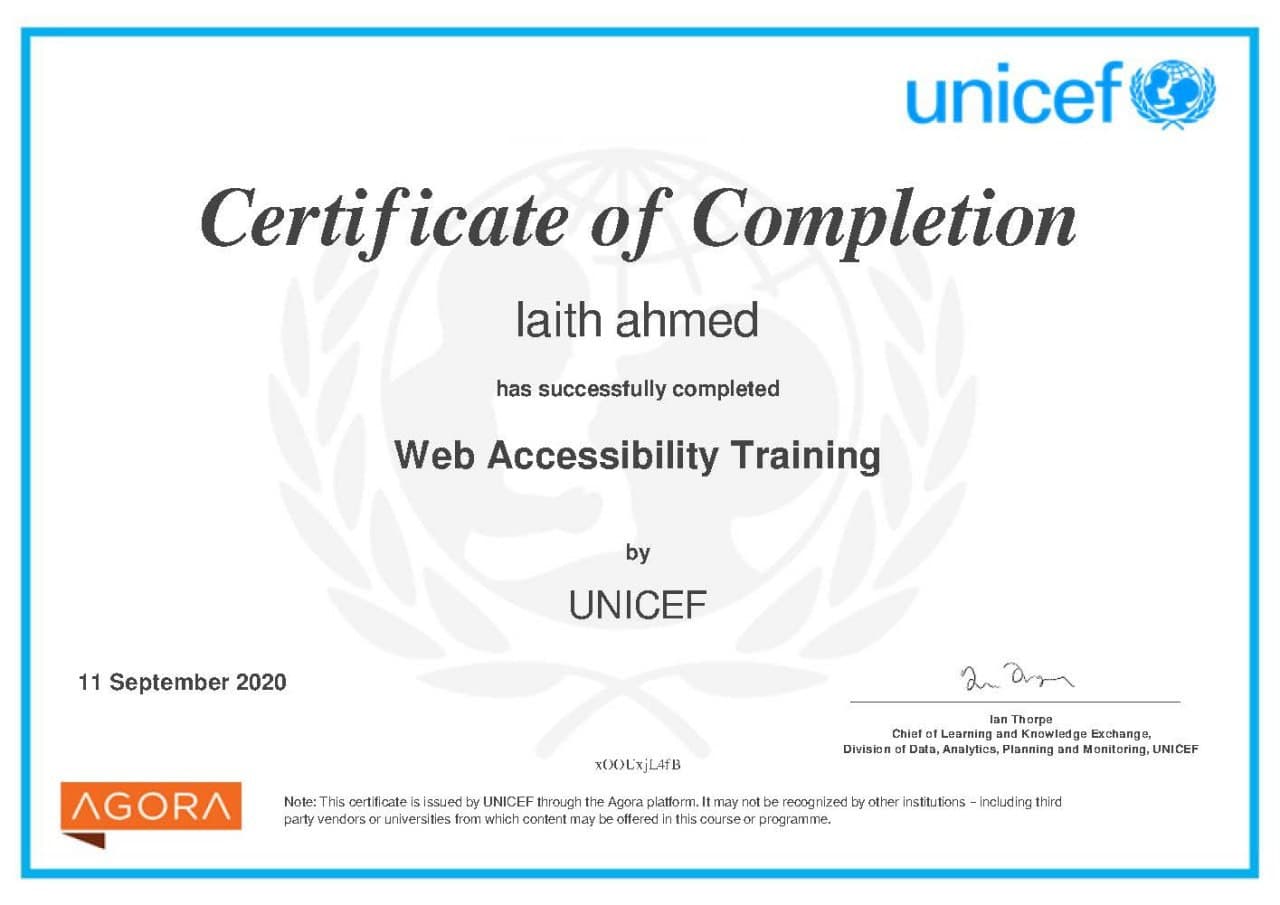 unicef
Certificate of Completion
laith ahmed
has successfully completed
Web Accessibility Training
by
UNICEF
11 September 2020
Ian Thorpe
Chief of Learning and Knowledge Exchange,
Division of Data, Analytics, Planning and Monitoring, UNICEF
xOOUxjL4fB
AGORA
Note: This certificate is issued by UNICEF through the Agora platform. It may not be recognized by other institutions – including third
party vendors or universities from which content may be offered in this course or programme.